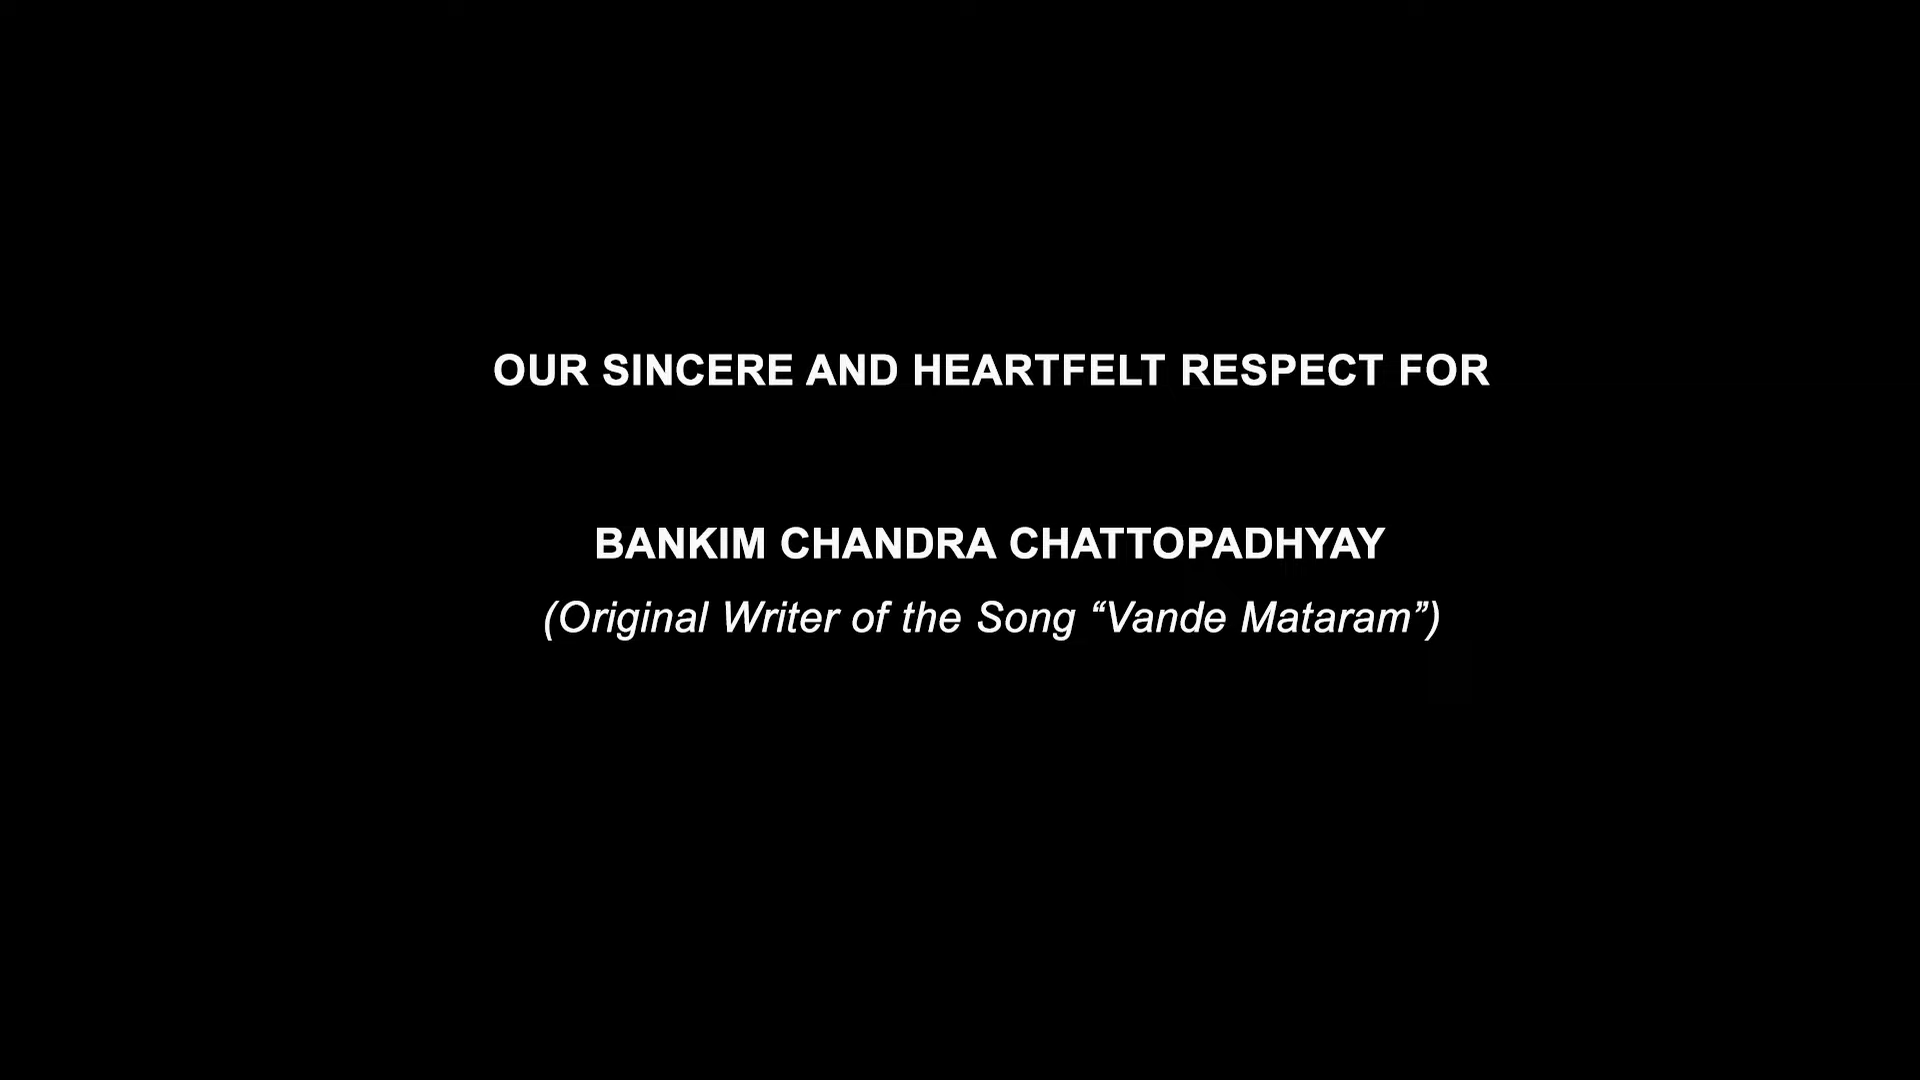 OUR SINCERE AND HEARTFELT RESPECT FOR
BANKIM CHANDRA CHATTOPADHYAY
(Original Writer of the Song “Vande Mataram”)